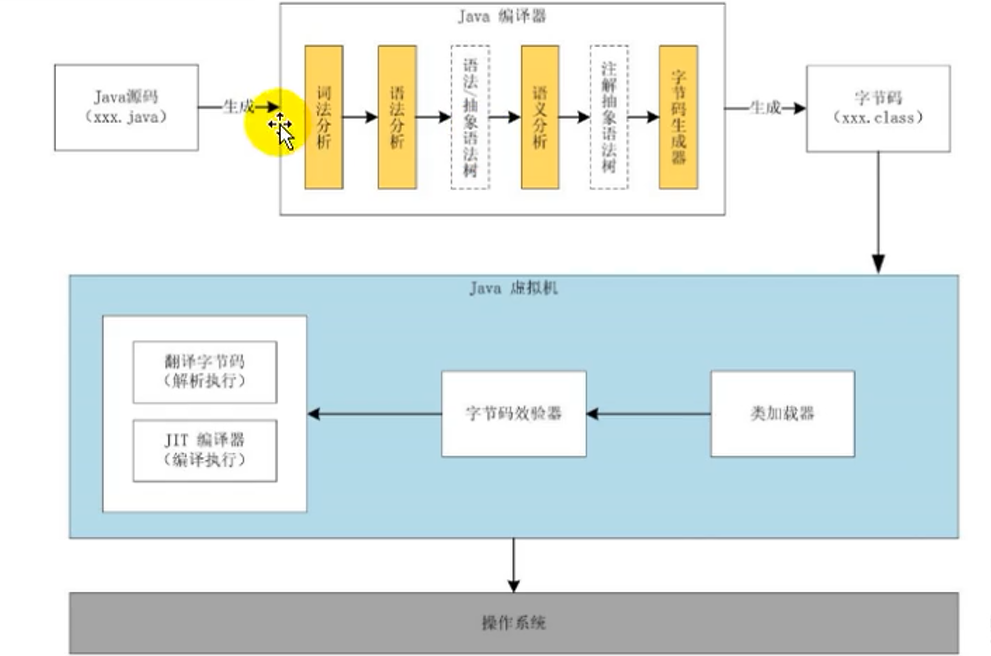 Java 编译器
Java源码
（xxx.java）
生成
词法分析
语法分析
语法/抽象语法树
语义分析
注解抽象语法树
字节码生成器
生成
字节码
（xxx.class）
Java 虚拟机
翻译字节码
（解析执行）
JIT 编译器
（编译执行）
字节码效验器
类加载器
操作系统